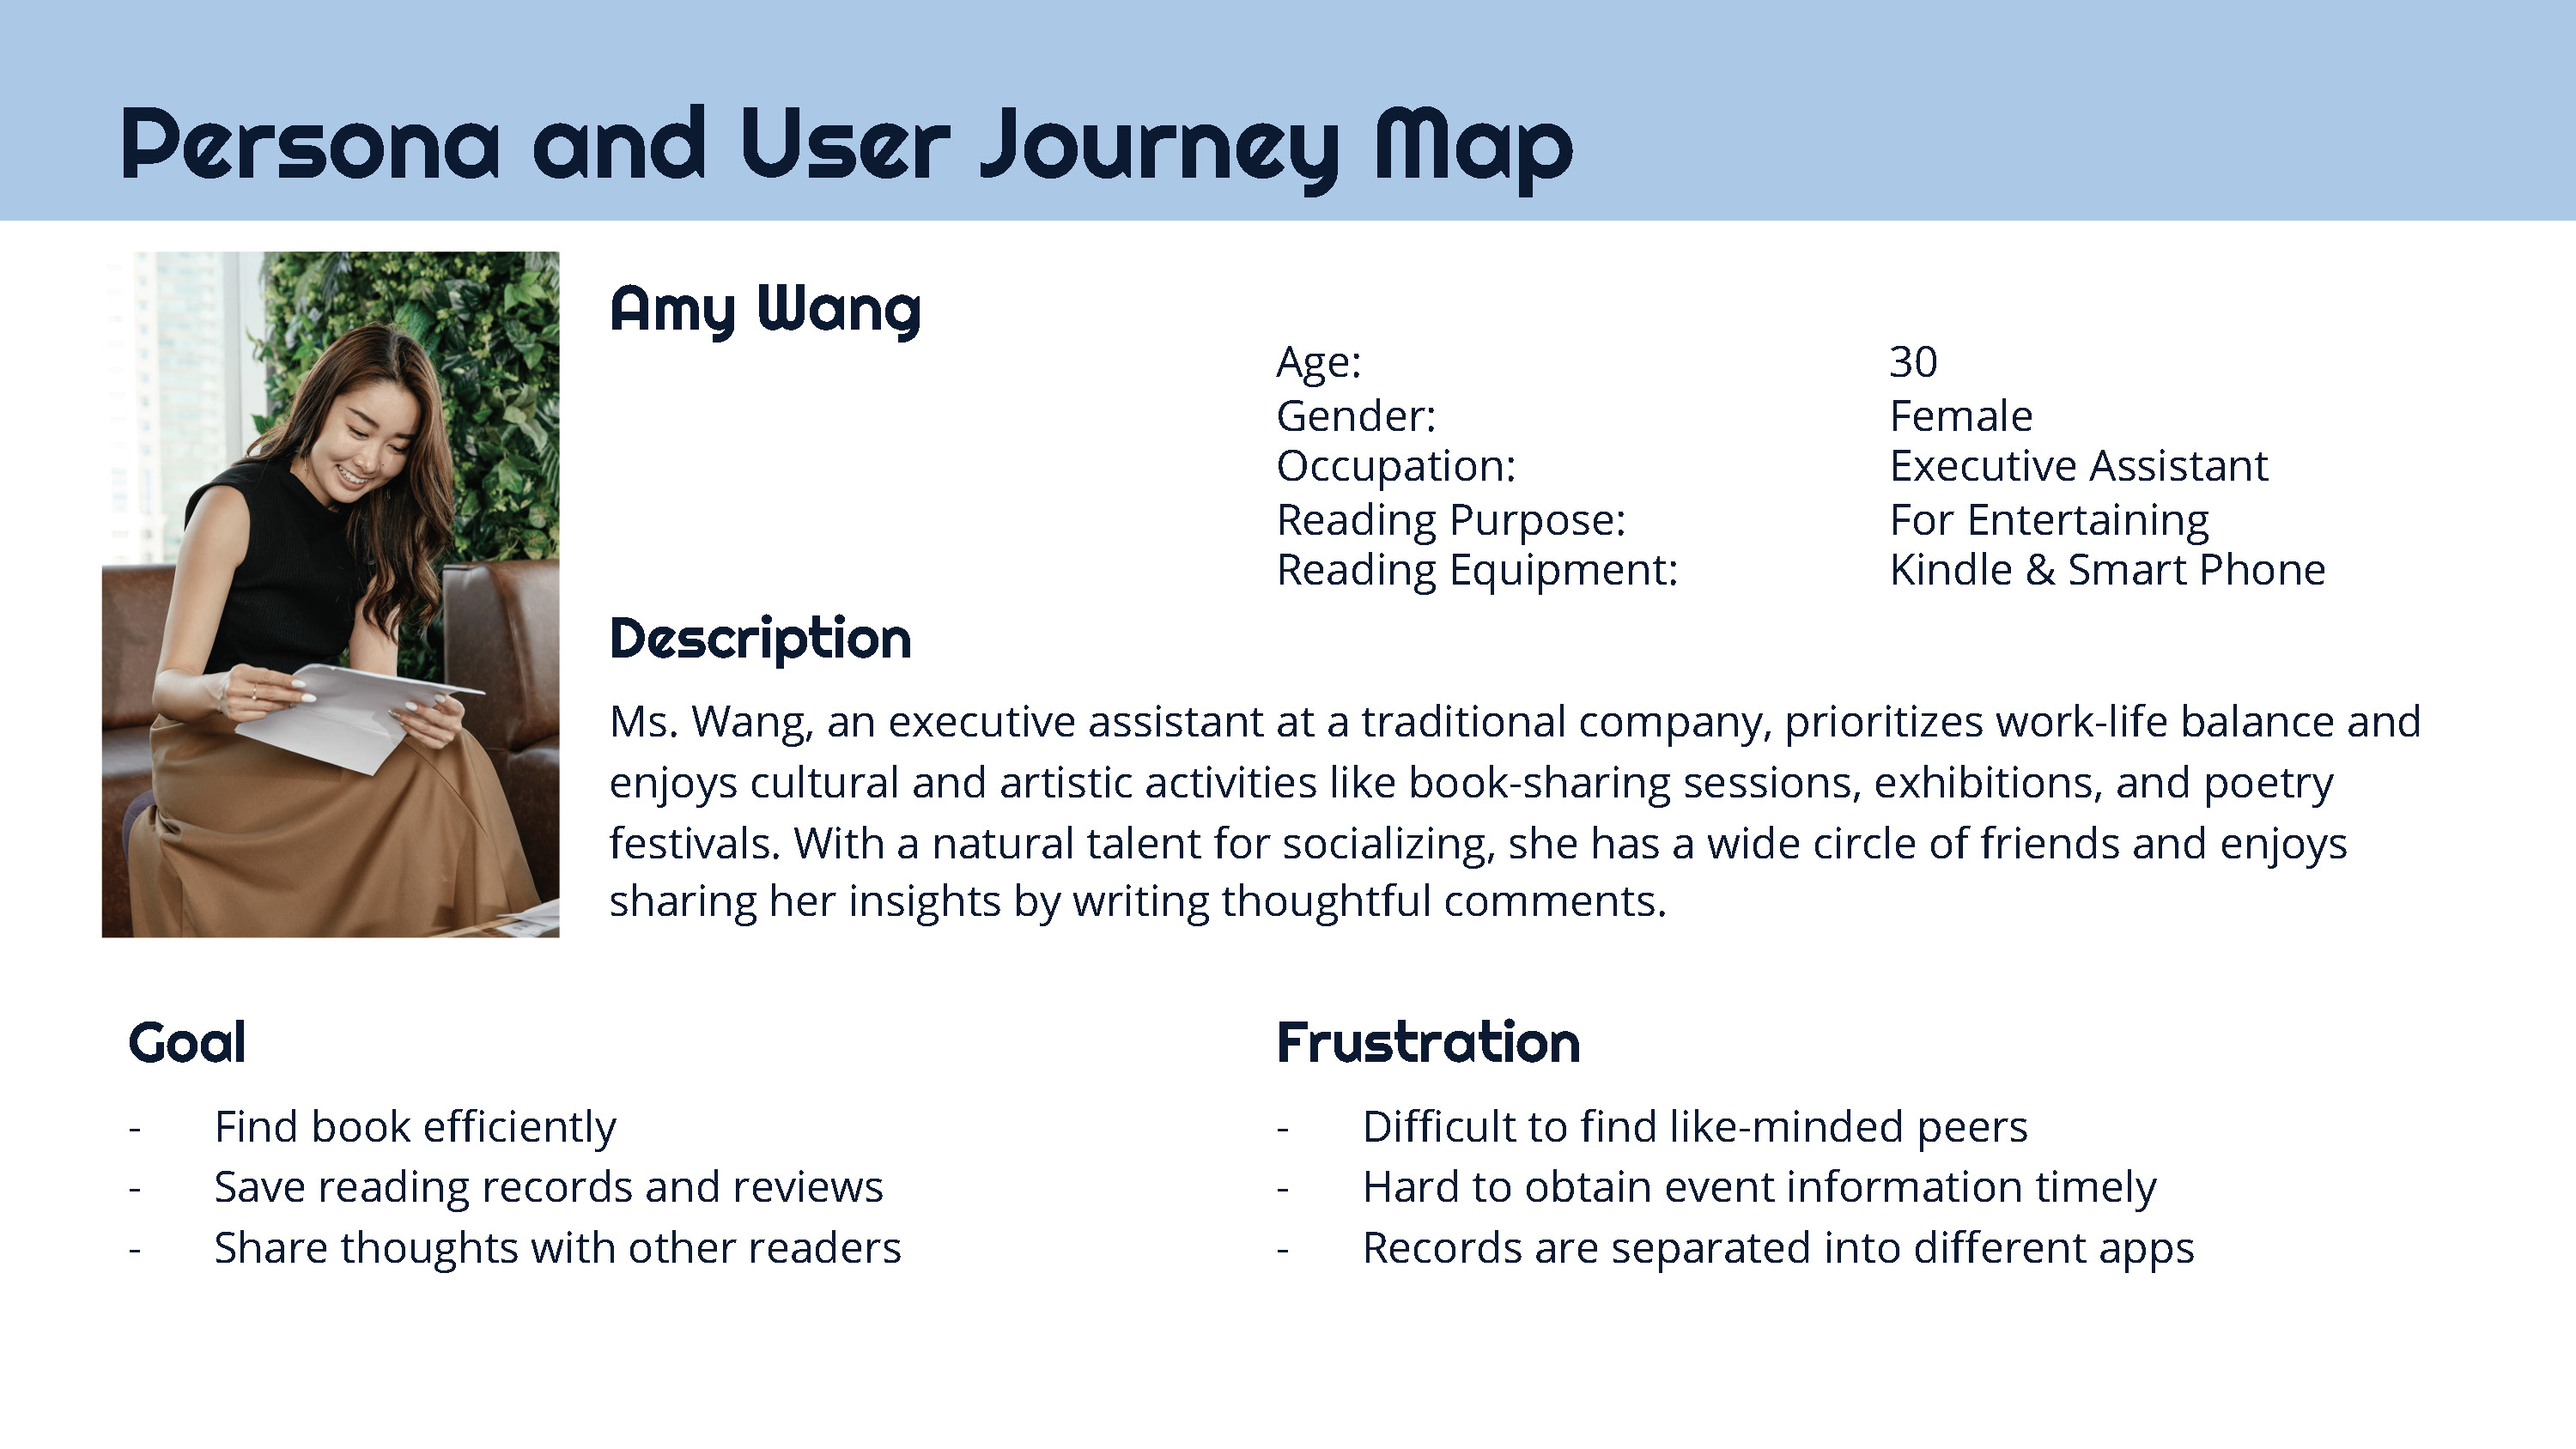 Persona and User Journey Map
Amy Wang
Age: 30
Gender: Female
Occupation: Executive Assistant
Reading Purpose: For Entertaining
Reading Equipment: Kindle & Smart Phone
Description
Ms. Wang, an executive assistant at a traditional company, prioritizes work-life balance and
enjoys cultural and artistic activities like book-sharing sessions, exhibitions, and poetry
festivals. With a natural talent for socializing, she has a wide circle of friends and enjoys
sharing her insights by writing thoughtful comments.
Goal
- Find book efficiently
- Save reading records and reviews
- Share thoughts with other readers
Frustration
- Difficult to find like-minded peers
- Hard to obtain event information timely
- Records are separated into different apps